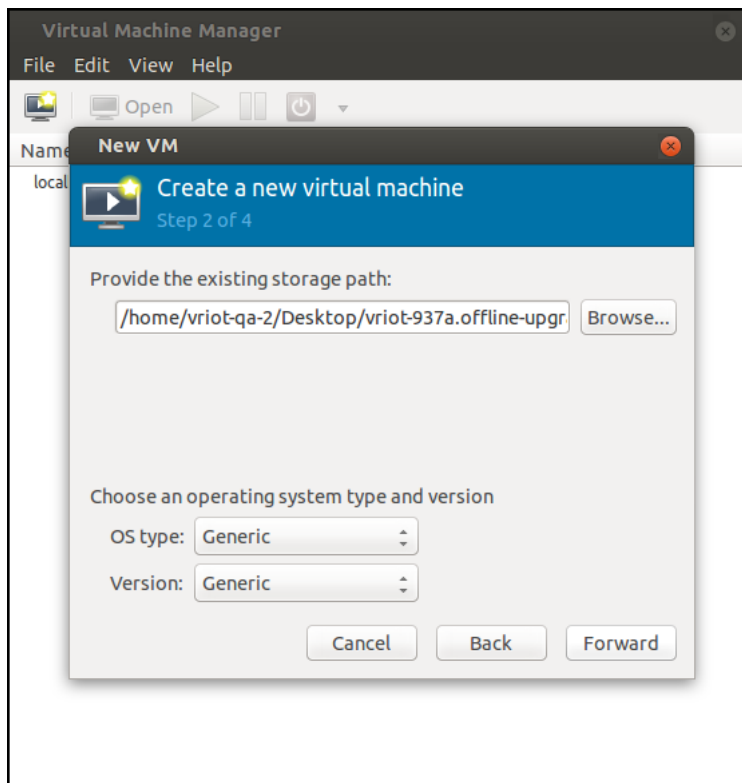 Virtual Machine Manager
File Edit View Help
Open
Name
local
New VM
Create a new virtual machine
Step 2 of 4
Provide the existing storage path:
/home/vriot-qa-2/Desktop/vriot-937a.offline-upgr Browse...
Choose an operating system type and version
OS type: Generic
Version: Generic
Cancel Back Forward